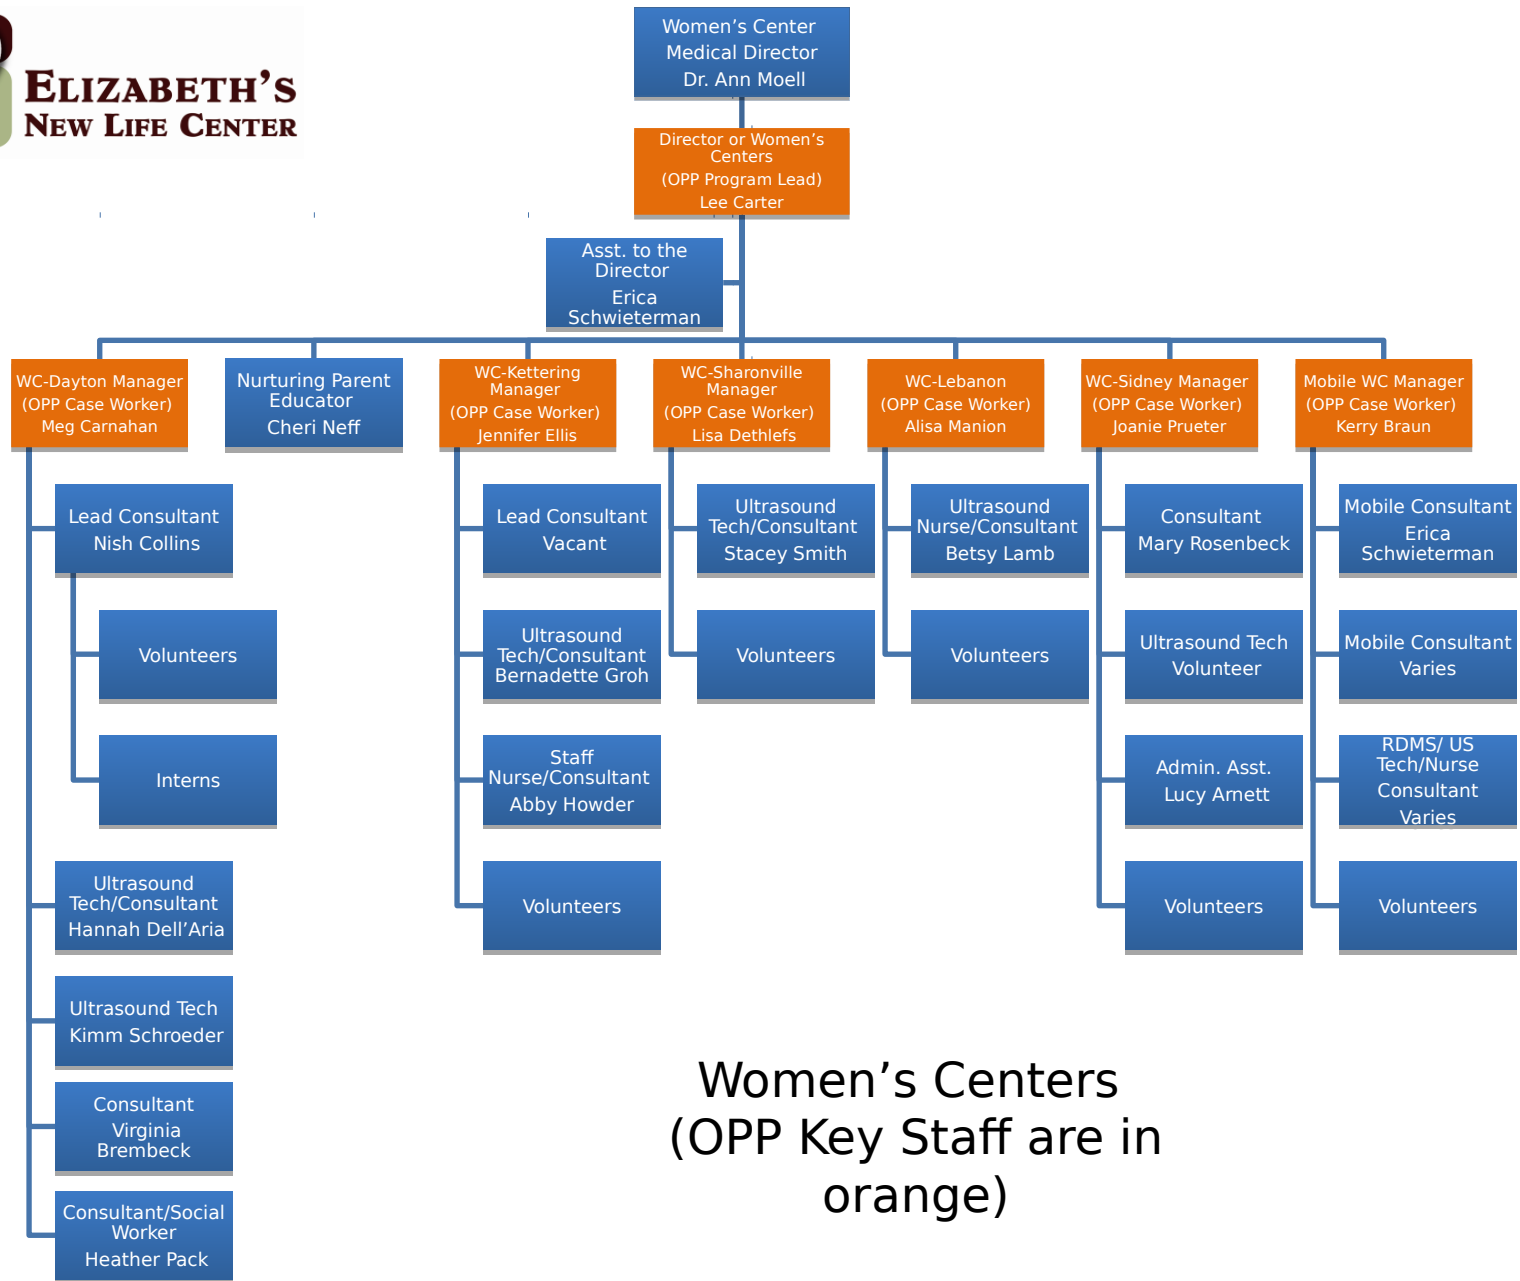 ELIZABETH'S
NEW LIFE CENTER
Women's Center
Medical Director
Dr. Ann Moell
Director or Women's
Centers
(OPP Program Lead)
Lee Carter
Asst. to the
Director
Erica
Schwieterman
WC-Dayton Manager
(OPP Case Worker)
Meg Carnahan
Nurturing Parent
Educator
Cheri Neff
WC-Kettering
Manager
(OPP Case Worker)
Jennifer Ellis
WC-Sharonville
Manager
(OPP Case Worker)
Lisa Dethlefs
WC-Lebanon
(OPP Case Worker)
Alisa Manion
WC-Sidney Manager
(OPP Case Worker)
Joanie Prueter
Mobile WC Manager
(OPP Case Worker)
Kerry Braun
Lead Consultant
Nish Collins
Volunteers
Interns
Ultrasound
Tech/Consultant
Hannah Dell'Aria
Ultrasound Tech
Kimm Schroeder
Consultant
Virginia
Brembeck
Consultant/Social
Worker
Heather Pack
Lead Consultant
Vacant
Ultrasound
Tech/Consultant
Bernadette Groh
Staff
Nurse/Consultant
Abby Howder
Volunteers
Ultrasound
Tech/Consultant
Stacey Smith
Volunteers
Ultrasound
Nurse/Consultant
Betsy Lamb
Volunteers
Consultant
Mary Rosenbeck
Ultrasound Tech
Volunteer
Admin. Asst.
Lucy Arnett
Volunteers
Mobile Consultant
Erica
Schwieterman
Mobile Consultant
Varies
RDMS/ US
Tech/Nurse
Consultant
Varies
Volunteers
Women's Centers
(OPP Key Staff are in
orange)